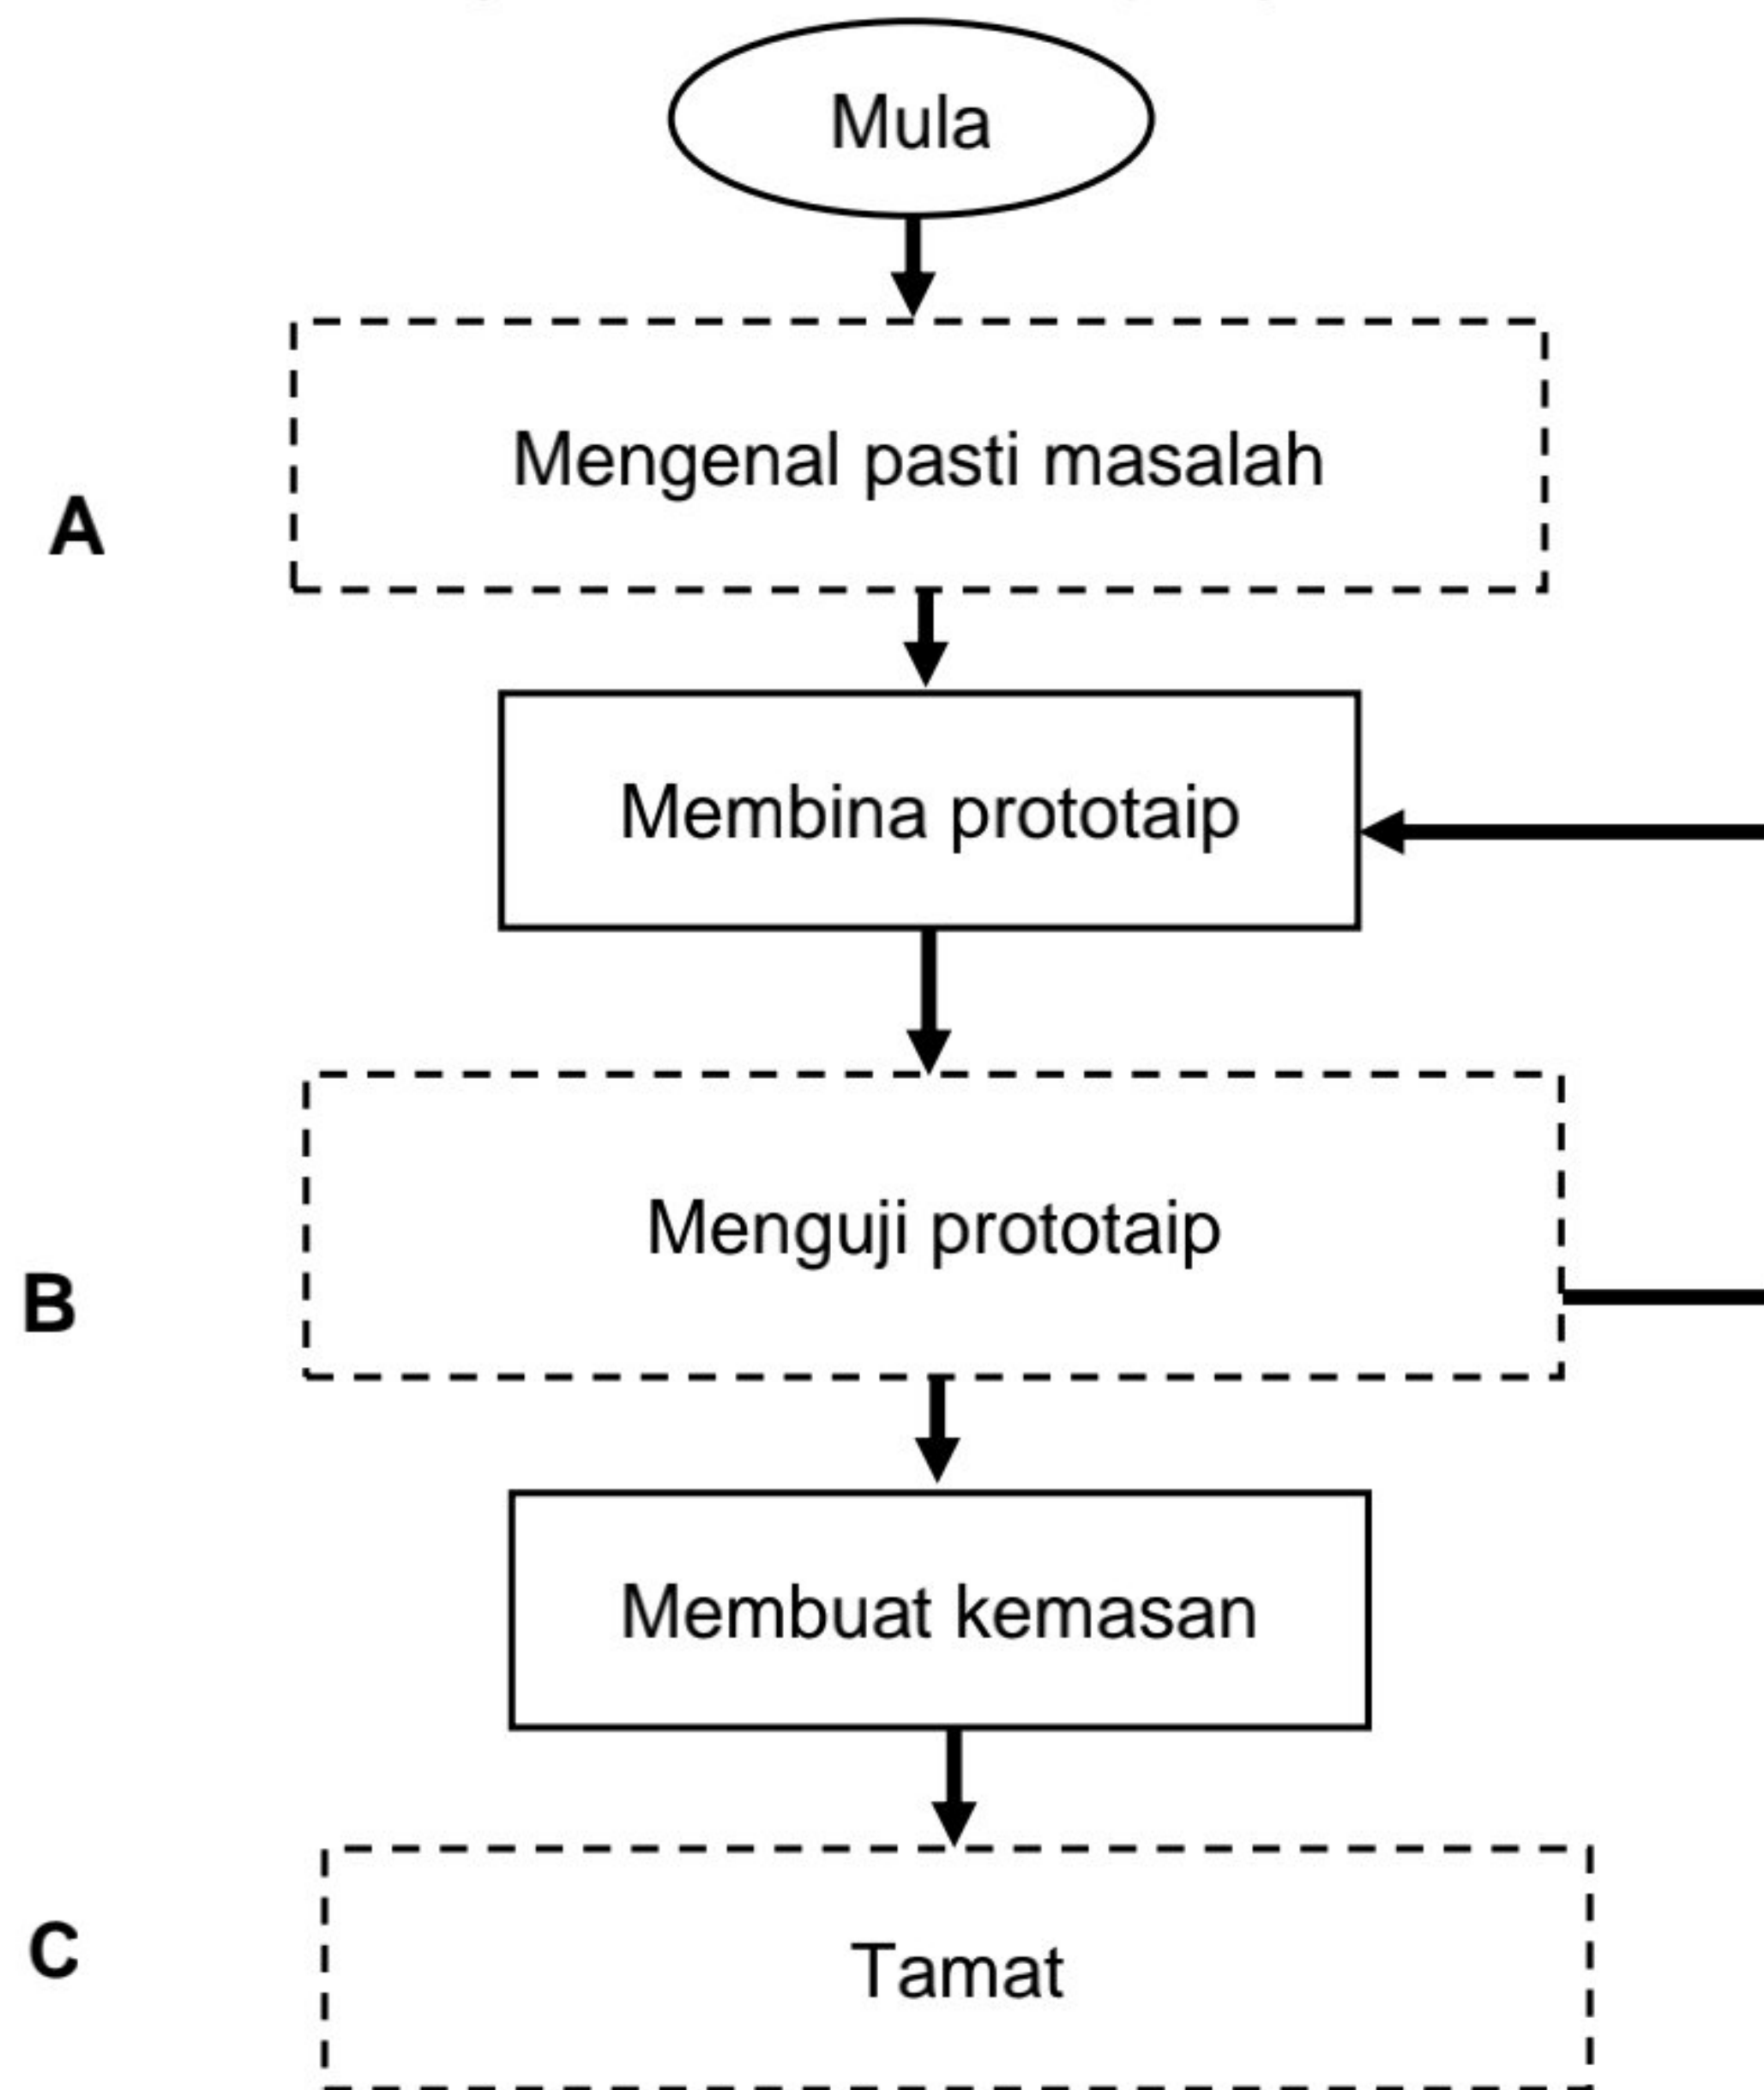 Mula
A
Mengenal pasti masalah
Membina prototaip
B
Menguji prototaip
Membuat kemasan
C
Tamat